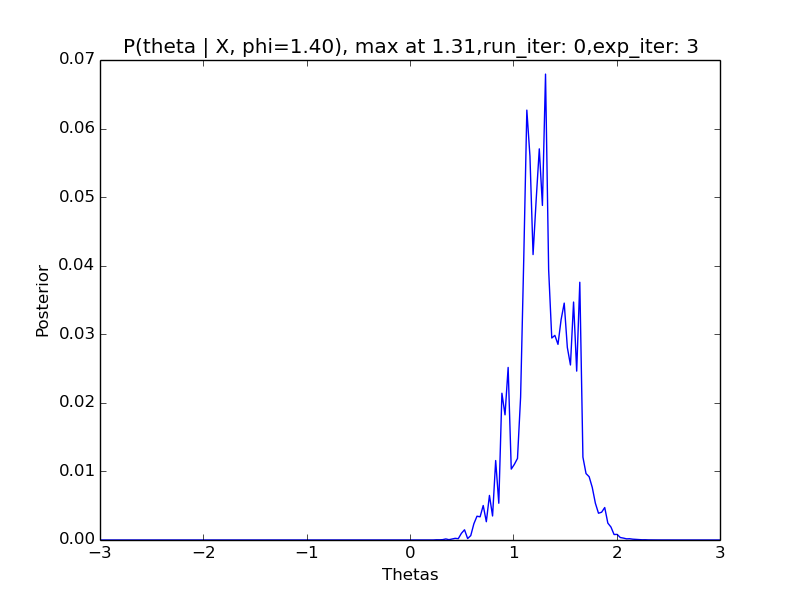 P(theta | X, phi=1.40), max at 1.31,run_iter: 0,exp_iter: 3
0.07
0.06
0.05
0.04
0.03
0.02
0.01
0.00
Posterior
−3 −2 −1 0 1 2 3
Thetas